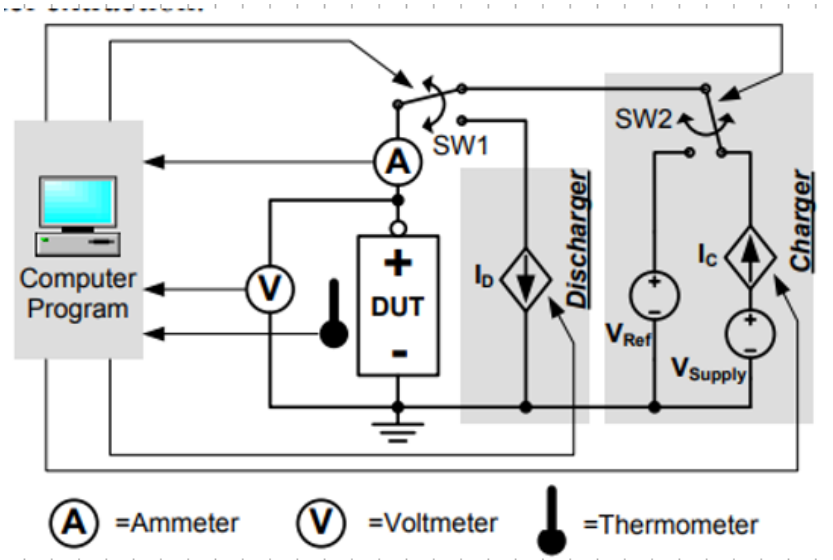 SW1
SW2
A
V
Computer
Program
+
DUT
-
I_D
Discharger
+
-
V_Ref
I_C
+
-
V_Supply
Charger
A =Ammeter V =Voltmeter =Thermometer